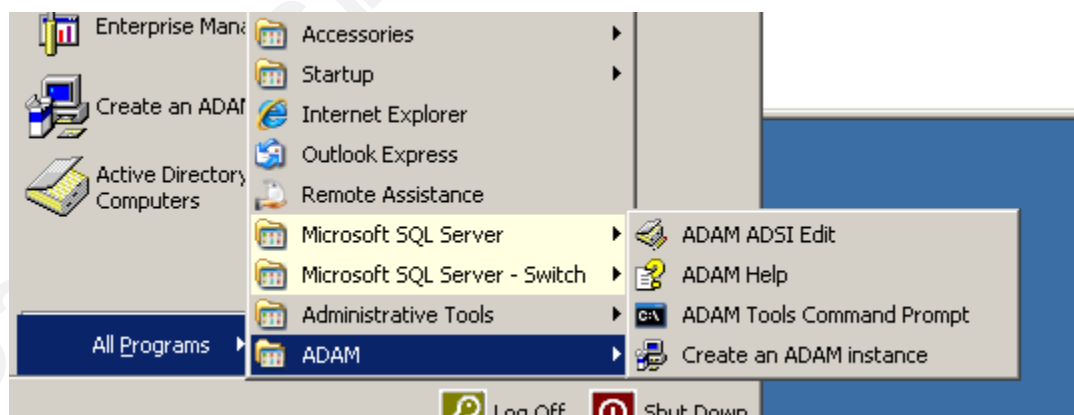 Enterprise Mana
Create an ADAM
Active Directory
Computers
All Programs
Accessories
Startup
Internet Explorer
Outlook Express
Remote Assistance
Microsoft SQL Server
Microsoft SQL Server - Switch
Administrative Tools
ADAM
ADAM ADSI Edit
ADAM Help
ADAM Tools Command Prompt
Create an ADAM instance
Log Off
Shut Down